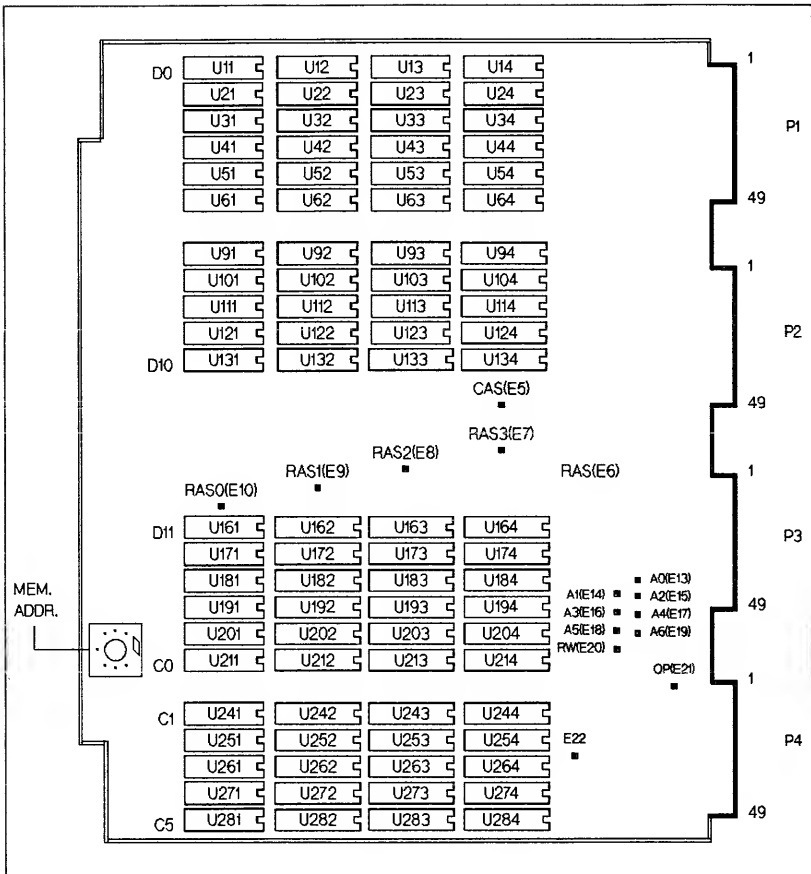 1
D0 U11 U12 U13 U14
U21 U22 U23 U24
U31 U32 U33 U34
P1
U41 U42 U43 U44
U51 U52 U53 U54
U61 U62 U63 U64
49
U91 U92 U93 U94
1
U101 U102 U103 U104
U111 U112 U113 U114
P2
U121 U122 U123 U124
D10 U131 U132 U133 U134
CAS(E5)
49
RAS3(E7)
RAS2(E8)
RAS1(E9)
RAS(E6)
1
RAS0(E10)
D11 U161 U162 U163 U164
P3
U171 U172 U173 U174
U181 U182 U183 U184
A0(E13)
MEM.
ADDR.
A1(E14) A2(E15)
U191 U192 U193 U194
49
A3(E16) A4(E17)
U201 U202 U203 U204
A5(E18) A6(E19)
RW(E20)
C0 U211 U212 U213 U214
OP(E21)
1
C1 U241 U242 U243 U244
U251 U252 U253 U254
E22
P4
U261 U262 U263 U264
U271 U272 U273 U274
49
C5 U281 U282 U283 U284